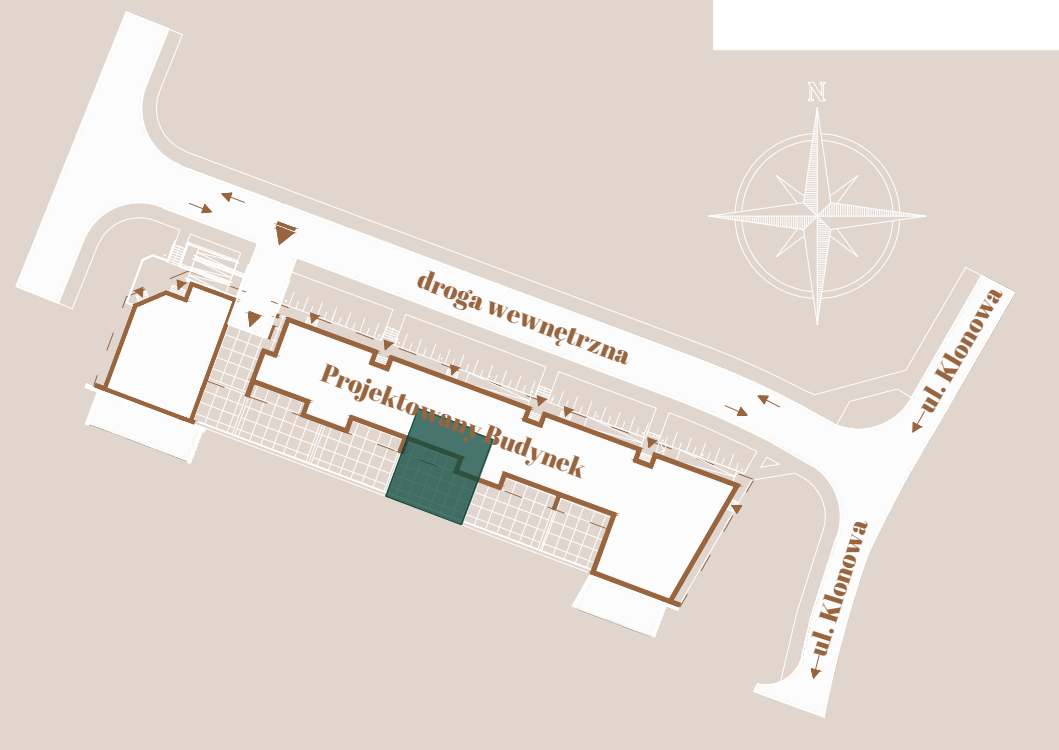 N
droga wewnętrzna
ul. Klonowa
Projektowany Budynek
ul. Klonowa